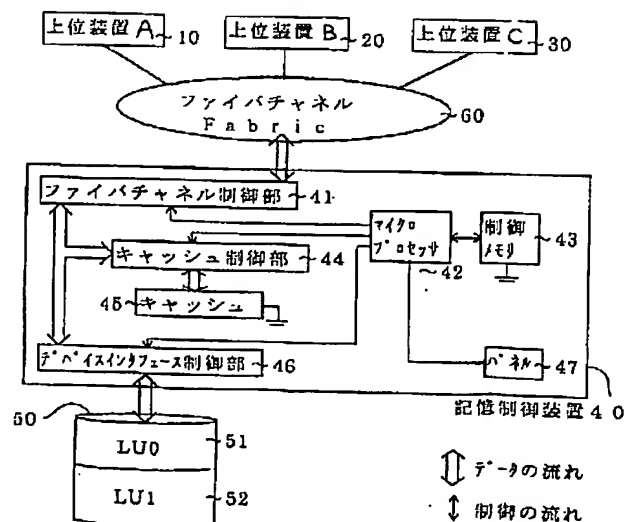 上位装置A 10
上位装置B 20
上位装置C 30
ファイバチャネル
Fabric
60
ファイバチャネル制御部 41
マイクロ
プロセッサ
42
制御
メモリ
43
キャッシュ制御部 44
45 キャッシュ
デバイスインタフェース制御部 46
パネル 47
記憶制御装置40
50
LU0 51
LU1 52
データの流れ
制御の流れ